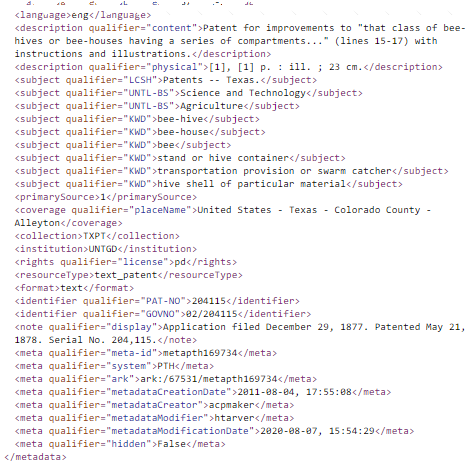 <language>eng</language>
<description qualifier="content">Patent for improvements to "that class of bee-
hives or bee-houses having a series of compartments..." (lines 15-17) with
instructions and illustrations.</description>
<description qualifier="physical">[1], [1] p. : ill. ; 23 cm.</description>
<subject qualifier="LCSH">Patents -- Texas.</subject>
<subject qualifier="UNTL-BS">Science and Technology</subject>
<subject qualifier="UNTL-BS">Agriculture</subject>
<subject qualifier="KWD">bee-hive</subject>
<subject qualifier="KWD">bee-house</subject>
<subject qualifier="KWD">bee</subject>
<subject qualifier="KWD">stand or hive container</subject>
<subject qualifier="KWD">transportation provision or swarm catcher</subject>
<subject qualifier="KWD">hive shell of particular material</subject>
<primarySource>1</primarySource>
<coverage qualifier="placeName">United States - Texas - Colorado County -
Alleyton</coverage>
<collection>TXPT</collection>
<institution>UNTGD</institution>
<rights qualifier="license">pd</rights>
<resourceType>text_patent</resourceType>
<format>text</format>
<identifier qualifier="PAT-NO">204115</identifier>
<identifier qualifier="GOVNO">02/204115</identifier>
<note qualifier="display">Application filed December 29, 1877. Patented May 21,
1878. Serial No. 204,115.</note>
<meta qualifier="meta-id">metapth169734</meta>
<meta qualifier="system">PTH</meta>
<meta qualifier="ark">ark:/67531/metapth169734</meta>
<meta qualifier="metadataCreationDate">2011-08-04, 17:55:08</meta>
<meta qualifier="metadataCreator">acpmaker</meta>
<meta qualifier="metadataModifier">htarver</meta>
<meta qualifier="metadataModificationDate">2020-08-07, 15:54:29</meta>
<meta qualifier="hidden">False</meta>
</metadata>